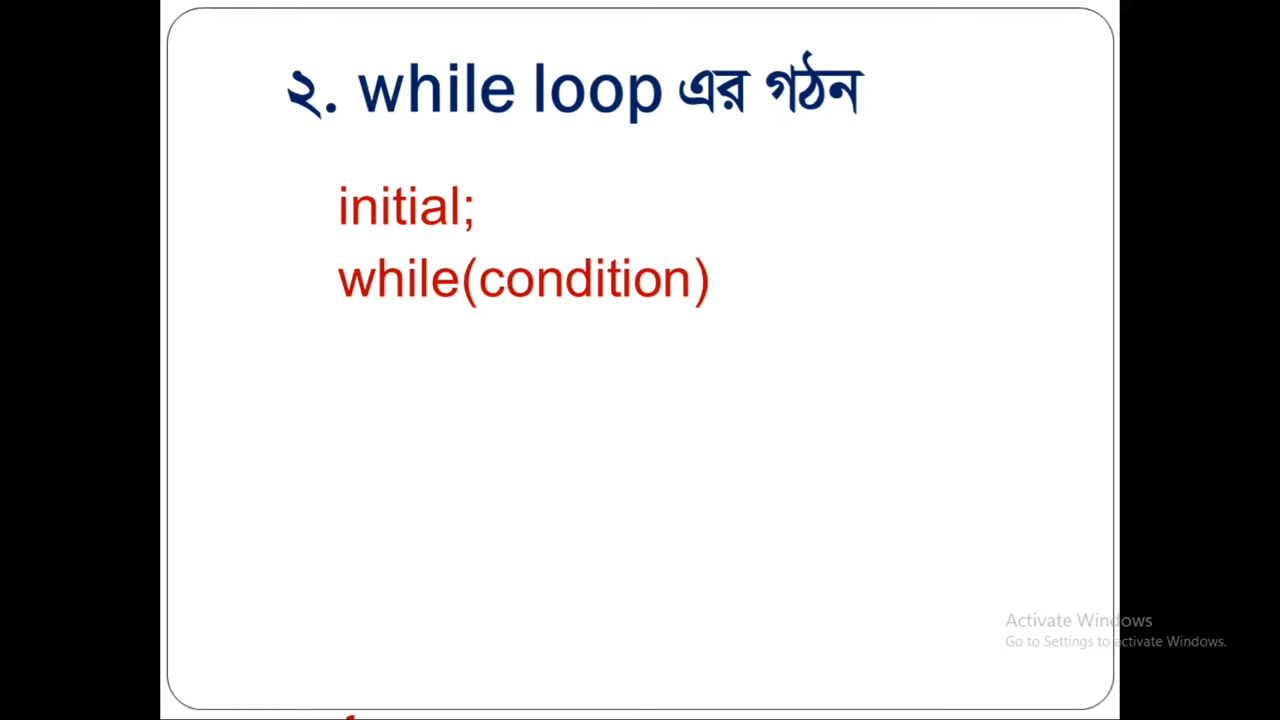 ২. while loop এর গঠন
initial;
while(condition)
Activate Windows
Go to Settings to activate Windows.